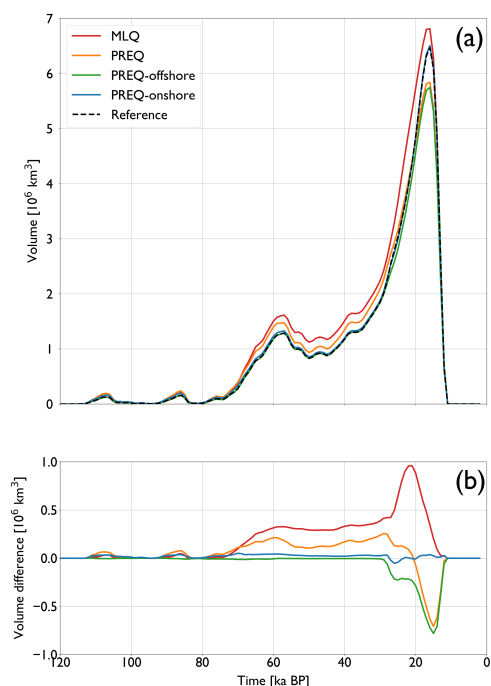 (a)
MLQ
PREQ
PREQ-offshore
PREQ-onshore
Reference
Volume [10⁶ km³]
7
6
5
4
3
2
1
0
(b)
Volume difference [10⁶ km³]
1.0
0.5
0.0
−0.5
−1.0
120
100
80
60
40
20
0
Time [ka BP]